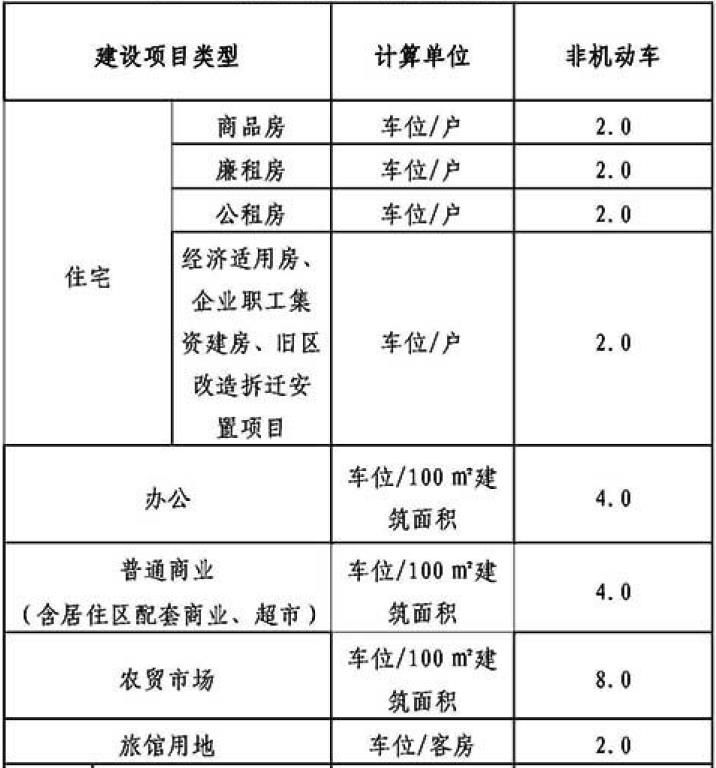 建设项目类型 计算单位 非机动车
住宅
商品房 车位/户 2.0
廉租房 车位/户 2.0
公租房 车位/户 2.0
经济适用房、
企业职工集
资建房、旧区
改造拆迁安
置项目
车位/户 2.0
办公
车位/100 ㎡建
筑面积
4.0
普通商业
（含居住区配套商业、超市）
车位/100 ㎡建
筑面积
4.0
农贸市场
车位/100 ㎡建
筑面积
8.0
旅馆用地 车位/客房 2.0